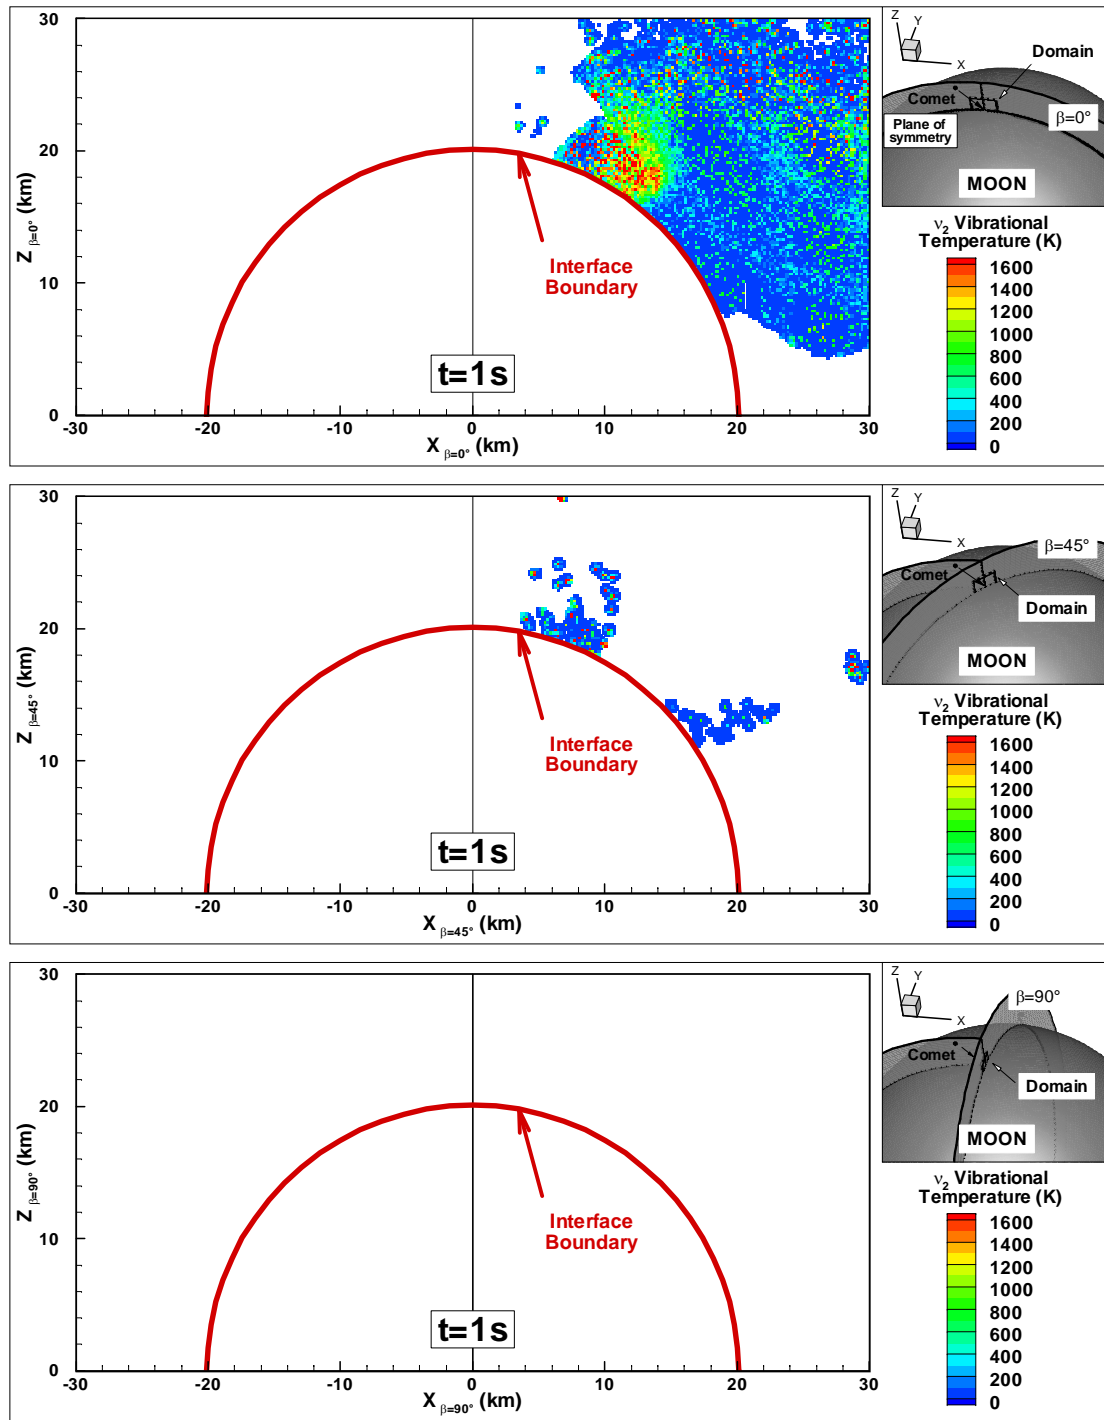 30
20
10
0
-30
-20
-10
0
10
20
30
Z β=0° (km)
X β=0° (km)
Interface
Boundary
t=1s
Z
Y
X
Domain
Comet
β=0°
Plane of
symmetry
MOON
ν2 Vibrational
Temperature (K)
1600
1400
1200
1000
800
600
400
200
0
30
20
10
0
-30
-20
-10
0
10
20
30
Z β=45° (km)
X β=45° (km)
Interface
Boundary
t=1s
Z
Y
X
β=45°
Comet
Domain
MOON
ν2 Vibrational
Temperature (K)
1600
1400
1200
1000
800
600
400
200
0
30
20
10
0
-30
-20
-10
0
10
20
30
Z β=90° (km)
X β=90° (km)
Interface
Boundary
t=1s
Z
Y
X
β=90°
Comet
Domain
MOON
ν2 Vibrational
Temperature (K)
1600
1400
1200
1000
800
600
400
200
0